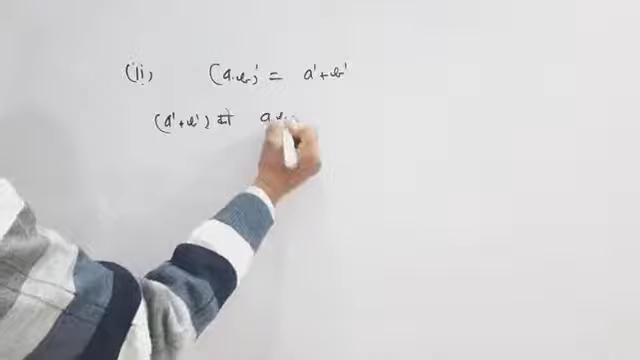 (ii) (a.b)' = a'+b'
(a'+b') का a.b